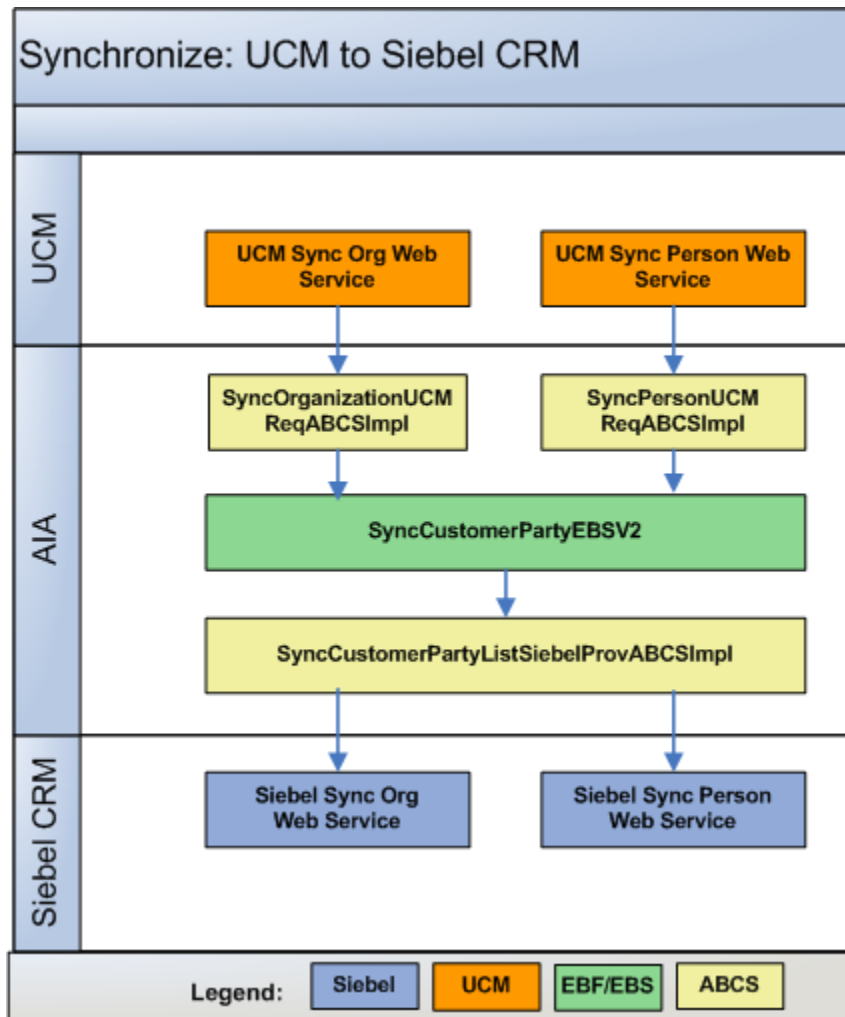 Synchronize: UCM to Siebel CRM
UCM
UCM Sync Org Web
Service
UCM Sync Person Web
Service
AIA
SyncOrganizationUCM
ReqABCSImpl
SyncPersonUCM
ReqABCSImpl
SyncCustomerPartyEBSV2
SyncCustomerPartyListSiebelProvABCSImpl
Siebel CRM
Siebel Sync Org
Web Service
Siebel Sync Person
Web Service
Legend:
Siebel
UCM
EBF/EBS
ABCS